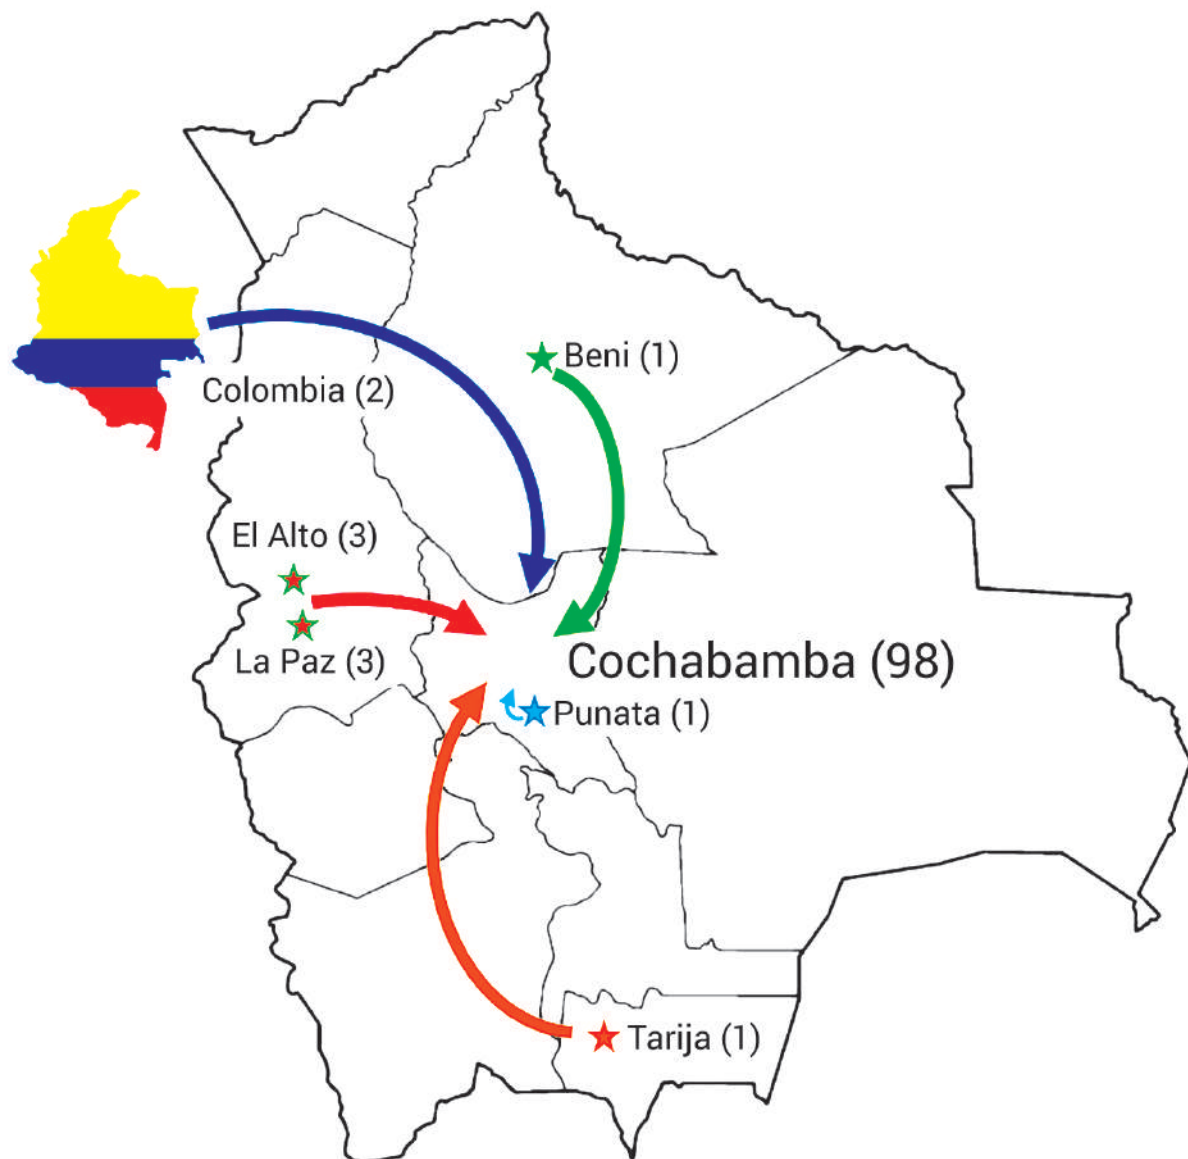 Beni (1)
Colombia (2)
El Alto (3)
La Paz (3)
Cochabamba (98)
Punata (1)
Tarija (1)